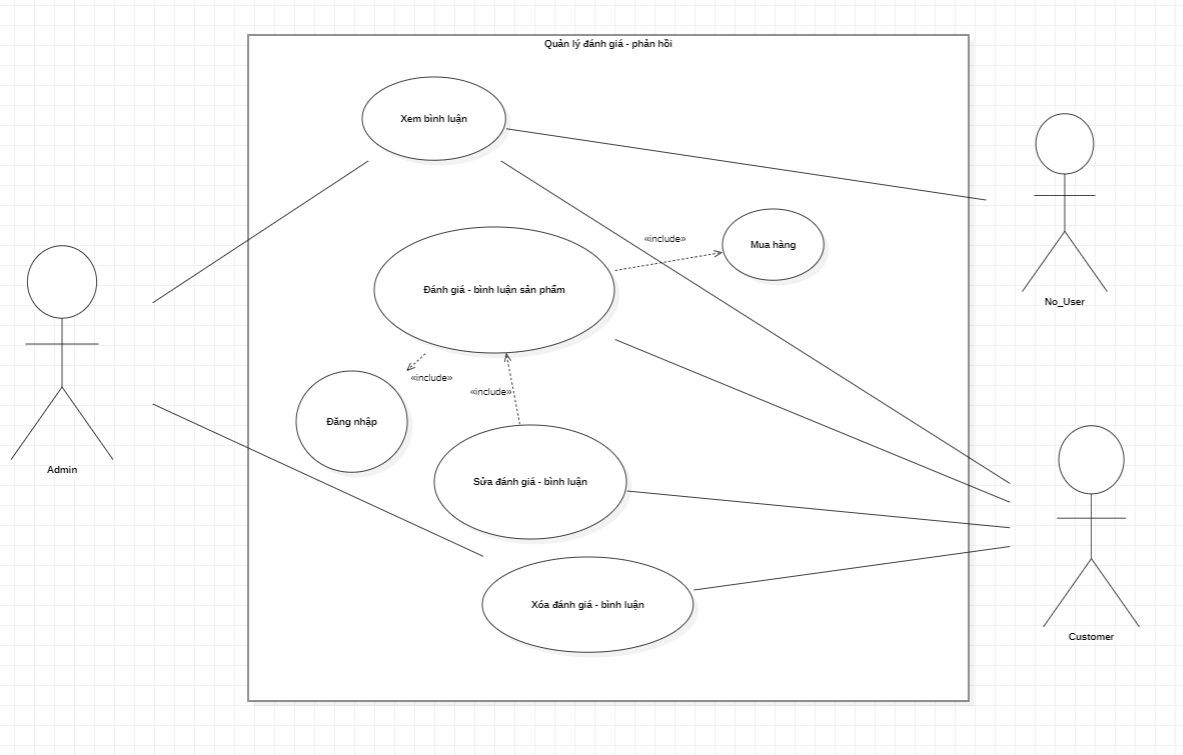 Quản lý đánh giá - phản hồi
Xem bình luận
«include»
Mua hàng
Đánh giá - bình luận sản phẩm
No_User
«include»
«include»
Đăng nhập
Admin
Sửa đánh giá - bình luận
Xóa đánh giá - bình luận
Customer